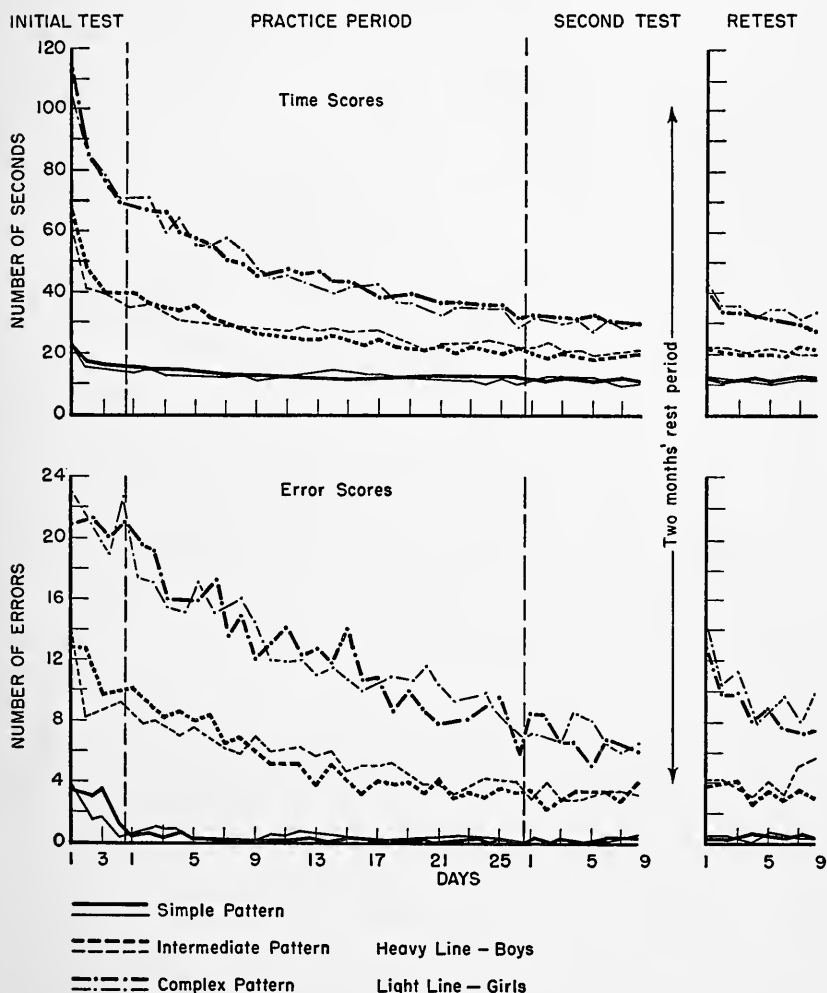 INITIAL TEST PRACTICE PERIOD SECOND TEST RETEST
Time Scores
NUMBER OF SECONDS
120
100
80
60
40
20
0
Two months' rest period
Error Scores
NUMBER OF ERRORS
24
20
16
12
8
4
0
1 3 1 5 9 13 17 21 25 1 5 9 1 5 9
DAYS
Simple Pattern
Intermediate Pattern Heavy Line – Boys
Complex Pattern Light Line – Girls